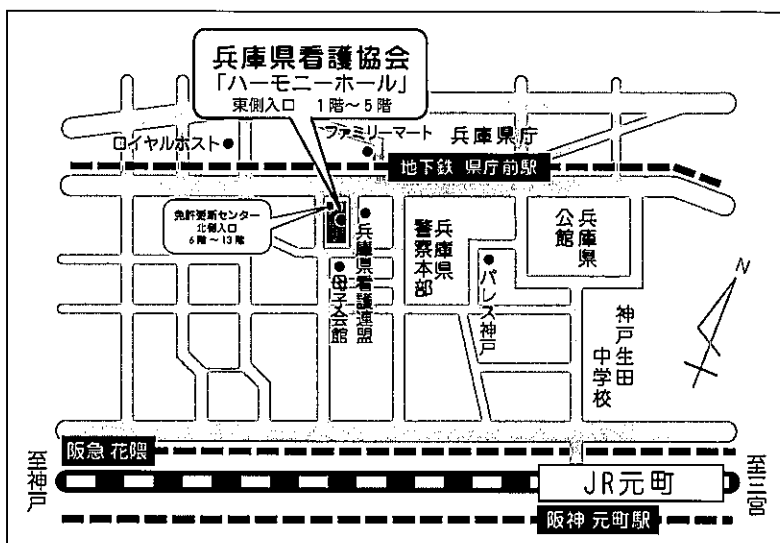 兵庫県看護協会
「ハーモニーホール」
東側入口 1階～5階
ファミリーマート
兵庫県庁
ロイヤルホスト
地下鉄 県庁前駅
免許更新センター
北側入口
6階～13階
兵庫県看護連盟
母子会館
兵庫県
警察本部
パレス神戸
兵庫県
公館
N
神戸生田
中学校
阪急 花隈
至神戸
JR元町
至三宮
阪神 元町駅